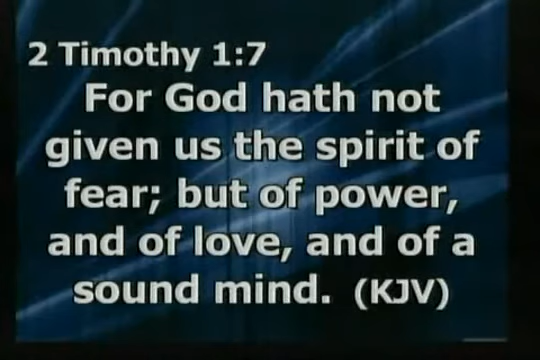 2 Timothy 1:7
For God hath not
given us the spirit of
fear; but of power,
and of love, and of a
sound mind. (KJV)